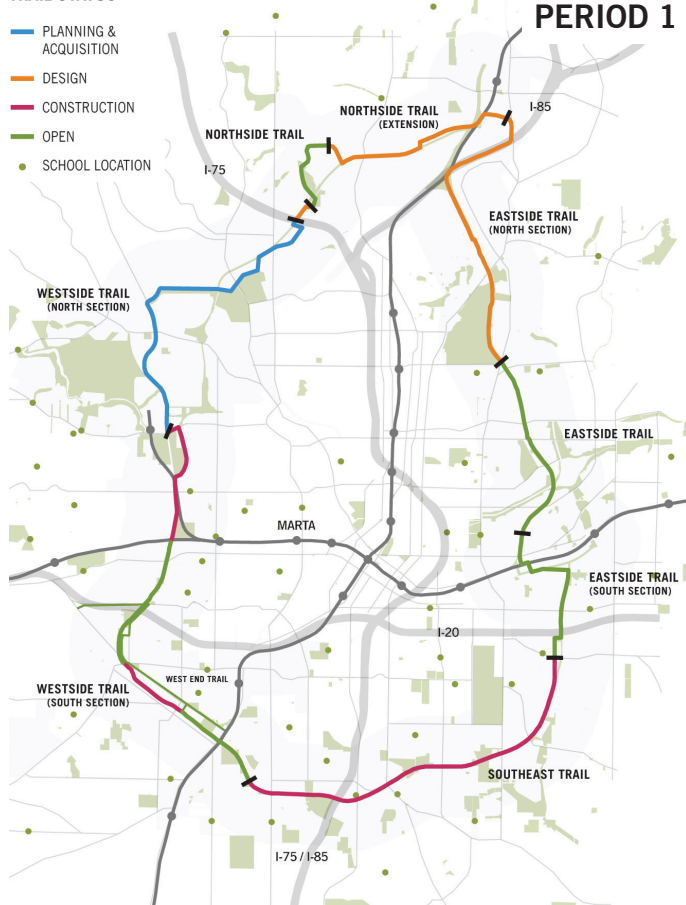 PERIOD 1
PLANNING &
ACQUISITION
DESIGN
CONSTRUCTION
OPEN
SCHOOL LOCATION
NORTHSIDE TRAIL
(EXTENSION)
I-85
NORTHSIDE TRAIL
I-75
EASTSIDE TRAIL
(NORTH SECTION)
WESTSIDE TRAIL
(NORTH SECTION)
EASTSIDE TRAIL
MARTA
EASTSIDE TRAIL
(SOUTH SECTION)
I-20
WEST END TRAIL
WESTSIDE TRAIL
(SOUTH SECTION)
SOUTHEAST TRAIL
I-75 / I-85